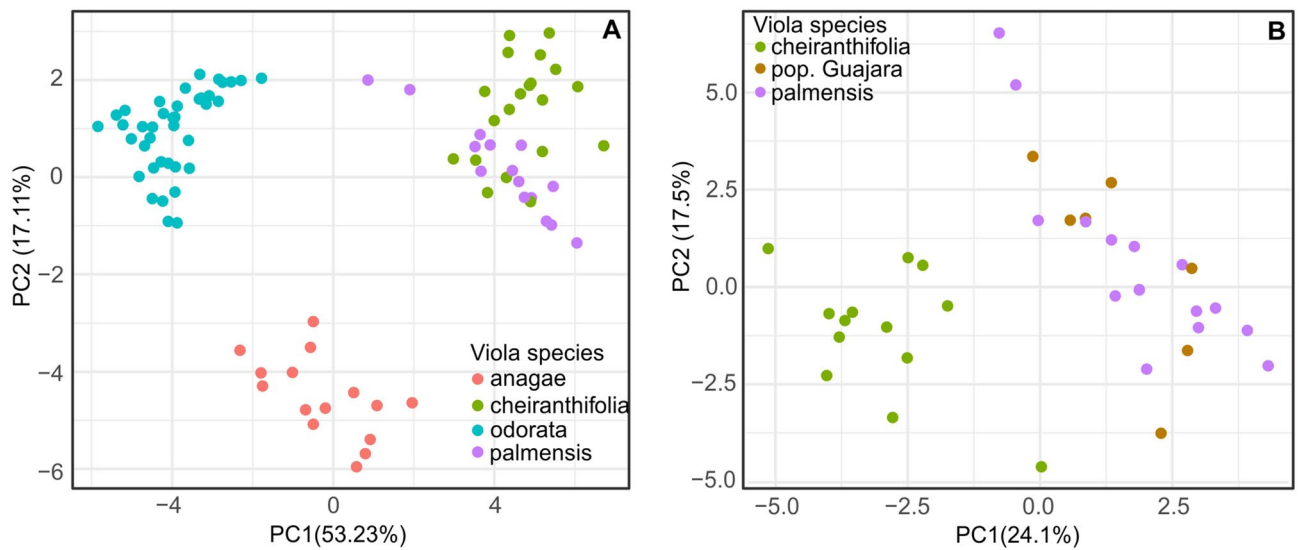 A
PC2 (17.11%)
2
0
−2
−4
−6
Viola species
anagae
cheiranthifolia
odorata
palmensis
−4
0
4
PC1(53.23%)
B
Viola species
cheiranthifolia
pop. Guajara
palmensis
PC2 (17.5%)
5.0
2.5
0.0
−2.5
−5.0
−5.0
−2.5
0.0
2.5
PC1(24.1%)